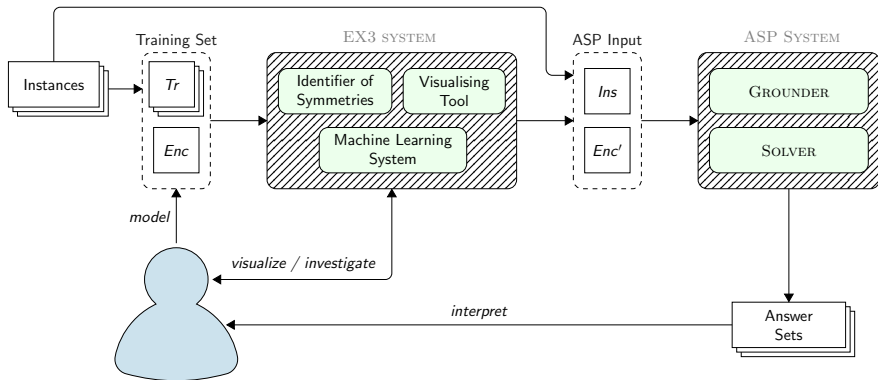 Training Set
EX3 SYSTEM
ASP Input
ASP SYSTEM
Instances
Tr
Identifier of
Symmetries
Visualising
Tool
Ins
GROUNDER
Enc
Machine Learning
System
Enc′
SOLVER
model
visualize / investigate
interpret
Answer
Sets